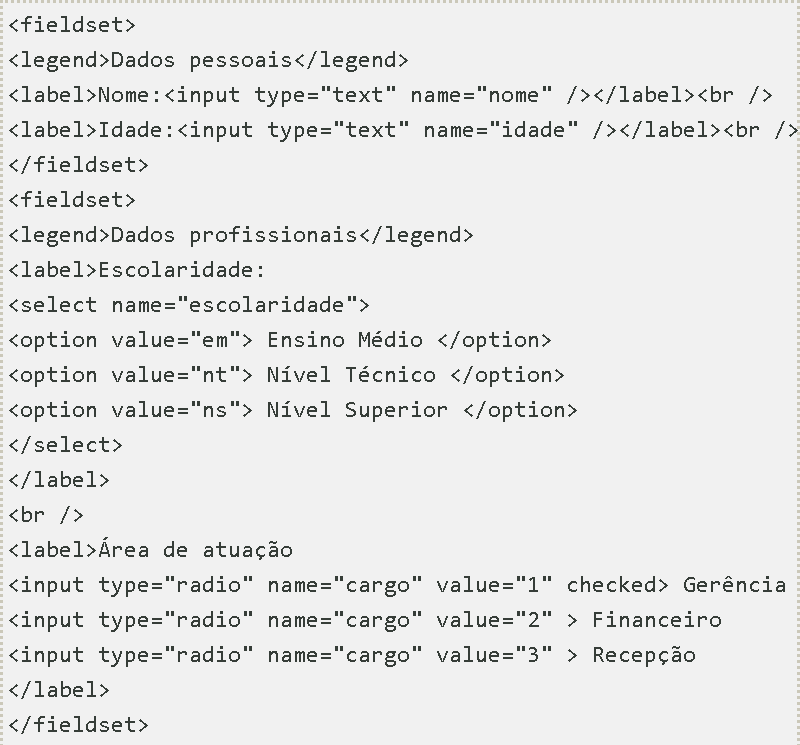 <fieldset>
<legend>Dados pessoais</legend>
<label>Nome:<input type="text" name="nome" /></label><br />
<label>Idade:<input type="text" name="idade" /></label><br />
</fieldset>
<fieldset>
<legend>Dados profissionais</legend>
<label>Escolaridade:
<select name="escolaridade">
<option value="em"> Ensino Médio </option>
<option value="nt"> Nível Técnico </option>
<option value="ns"> Nível Superior </option>
</select>
</label>
<br />
<label>Área de atuação
<input type="radio" name="cargo" value="1" checked> Gerência
<input type="radio" name="cargo" value="2" > Financeiro
<input type="radio" name="cargo" value="3" > Recepção
</label>
</fieldset>